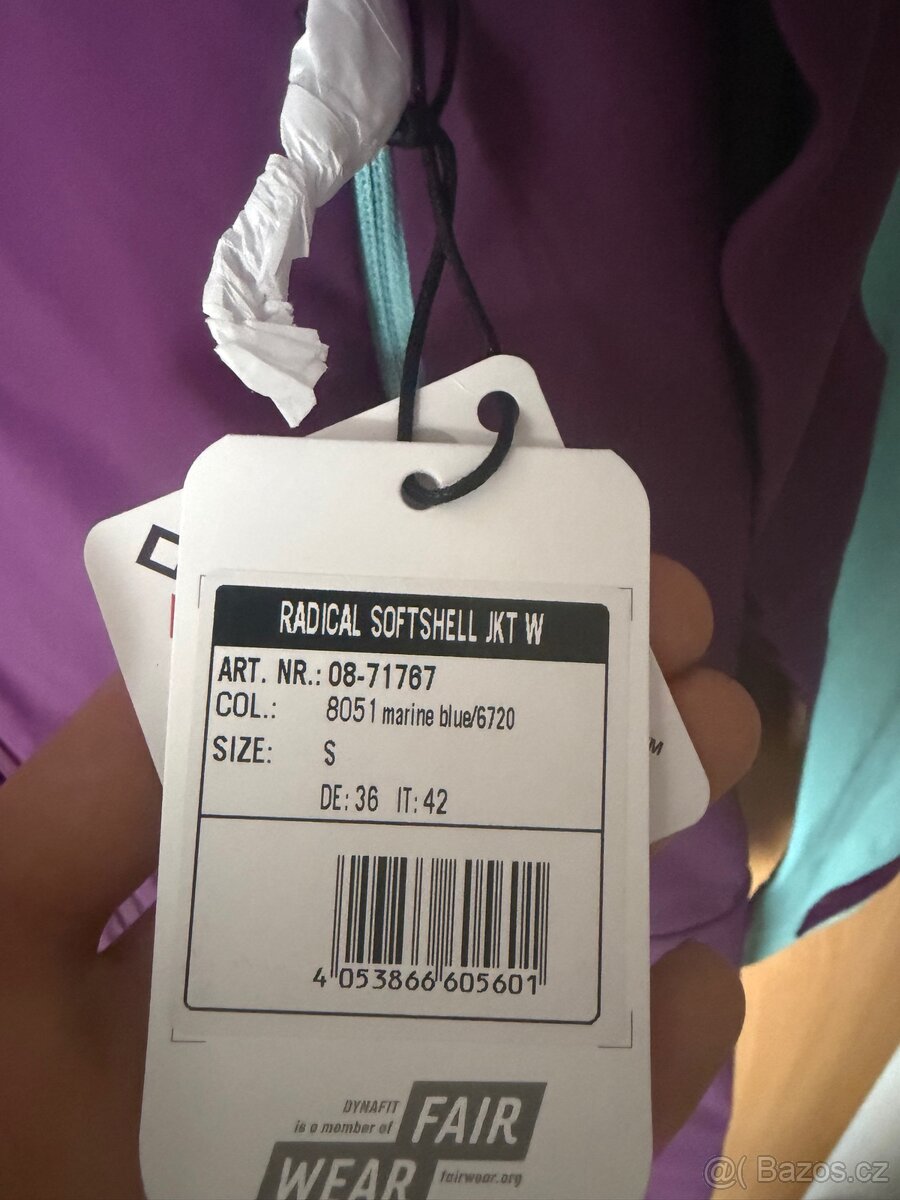 RADICAL SOFTSHELL JKT W
ART. NR.: 08-71767
COL.: 8051 marine blue/6720
SIZE: S
DE: 36 IT: 42
4 053866 605601
DYNAFIT
is a member of
FAIR
WEAR
fairwear.org
TM
@( Bazos.cz